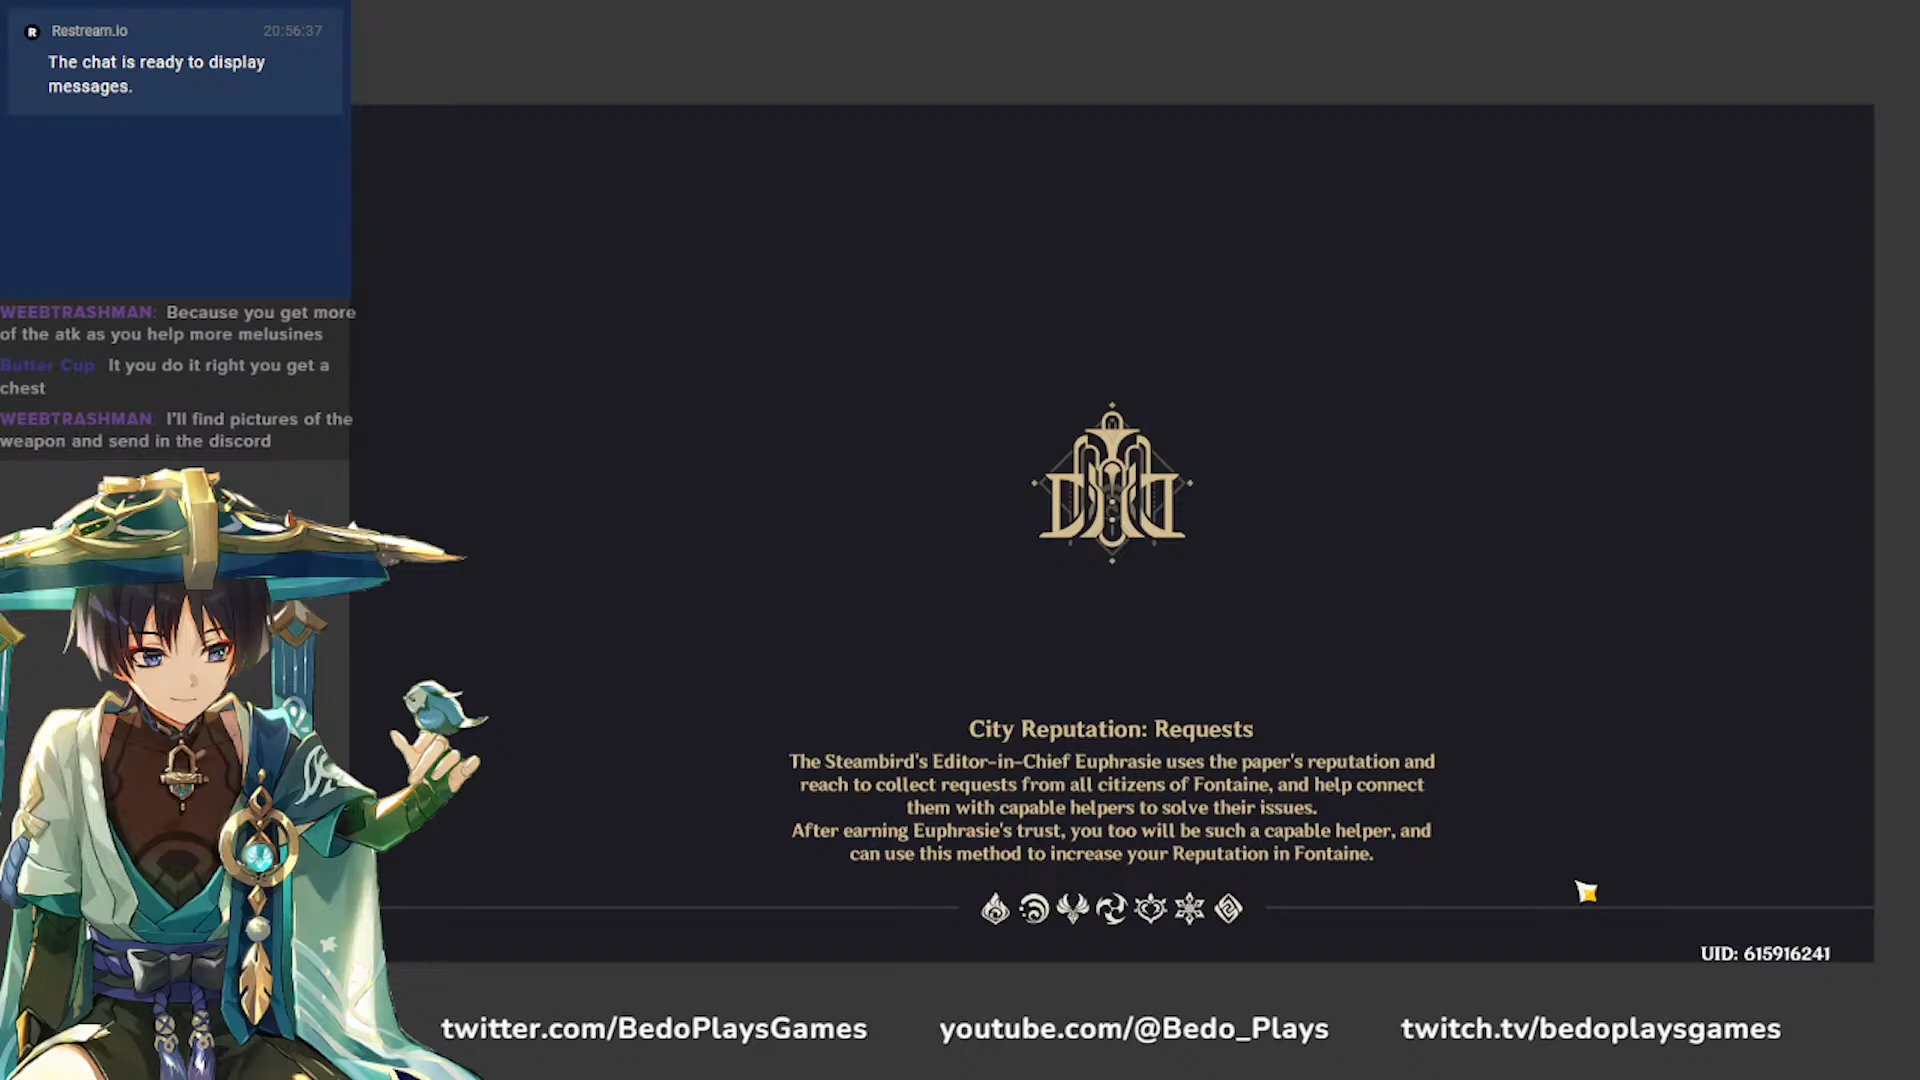 R Restream.io 20:56:37
The chat is ready to display
messages.
WEEBTRASHMAN: Because you get more
of the atk as you help more melusines
Butter Cup It you do it right you get a
chest
WEEBTRASHMAN: I'll find pictures of the
weapon and send in the discord
City Reputation: Requests
The Steambird's Editor-in-Chief Euphrasie uses the paper's reputation and
reach to collect requests from all citizens of Fontaine, and help connect
them with capable helpers to solve their issues.
After earning Euphrasie's trust, you too will be such a capable helper, and
can use this method to increase your Reputation in Fontaine.
UID: 615916241
twitter.com/BedoPlaysGames youtube.com/@Bedo_Plays twitch.tv/bedoplaysgames